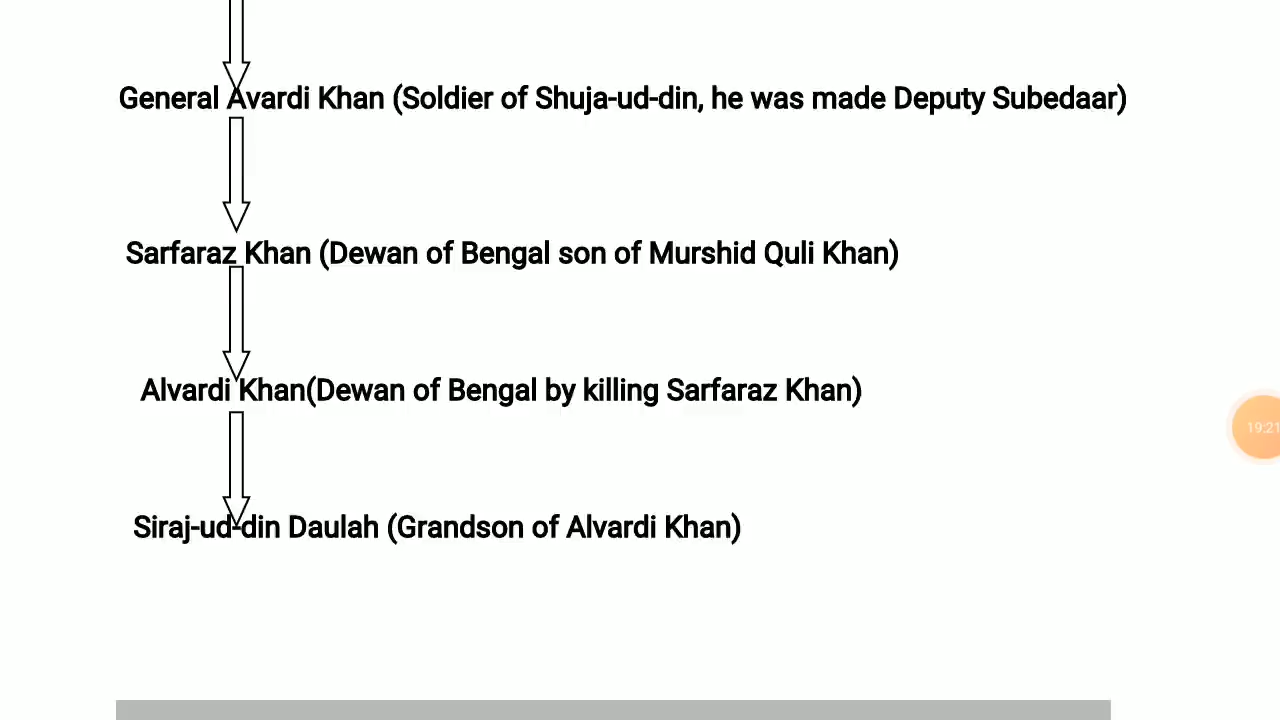 General Avardi Khan (Soldier of Shuja-ud-din, he was made Deputy Subedaar)
Sarfaraz Khan (Dewan of Bengal son of Murshid Quli Khan)
Alvardi Khan(Dewan of Bengal by killing Sarfaraz Khan)
19:21
Siraj-ud-din Daulah (Grandson of Alvardi Khan)